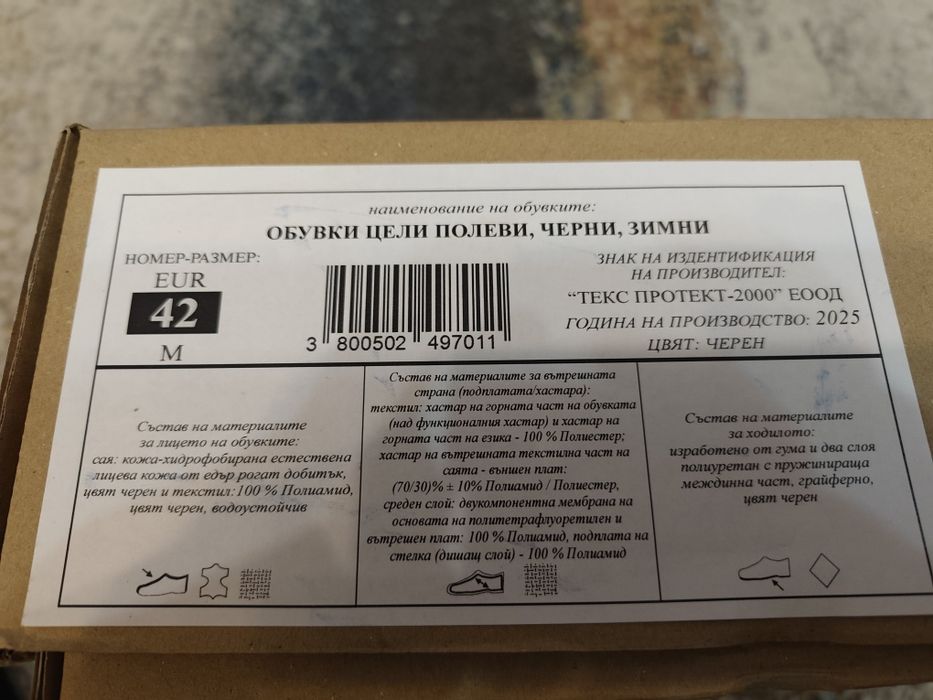 наименование на обувките:
ОБУВКИ ЦЕЛИ ПОЛЕВИ, ЧЕРНИ, ЗИМНИ
НОМЕР-РАЗМЕР:
EUR
42
M
3 800502 497011
ЗНАК НА ИЗДЕНТИФИКАЦИЯ
НА ПРОИЗВОДИТЕЛ:
“ТЕКС ПРОТЕКТ-2000” ЕООД
ГОДИНА НА ПРОИЗВОДСТВО: 2025
ЦВЯТ: ЧЕРЕН
Състав на материалите
за лицето на обувките:
сая: кожа-хидрофобирана естествена
лицева кожа от едър рогат добитък,
цвят черен и текстил:100 % Полиамид,
цвят черен, водоустойчив
Състав на материалите за вътрешната
страна (подплатата/хастара):
текстил: хастар на горната част на обувката
(над функционалния хастар) и хастар на
горната част на езика - 100 % Полиестер;
хастар на вътрешната текстилна част на
саята - външен плат:
(70/30)% ± 10% Полиамид / Полиестер,
среден слой: двукомпонентна мембрана на
основата на политетрафлуоретилен и
вътрешен плат: 100 % Полиамид, подплата на
стелка (дишащ слой) - 100 % Полиамид
Състав на материалите
за ходилото:
изработено от гума и два слоя
полиуретан с пружинираща
междинна част, грайферно,
цвят черен